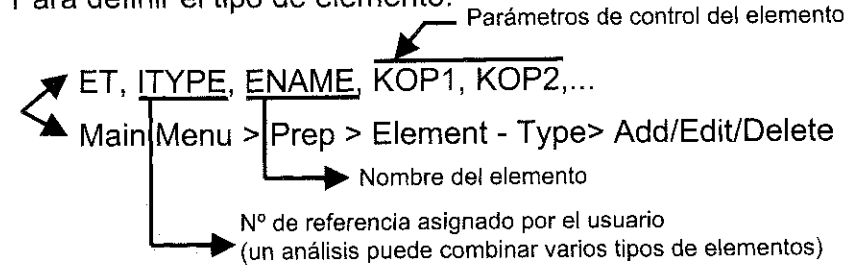 Para definir el tipo de elemento:
Parámetros de control del elemento
ET, ITYPE, ENAME, KOP1, KOP2,...
Main Menu > Prep > Element - Type> Add/Edit/Delete
Nombre del elemento
Nº de referencia asignado por el usuario
(un análisis puede combinar varios tipos de elementos)